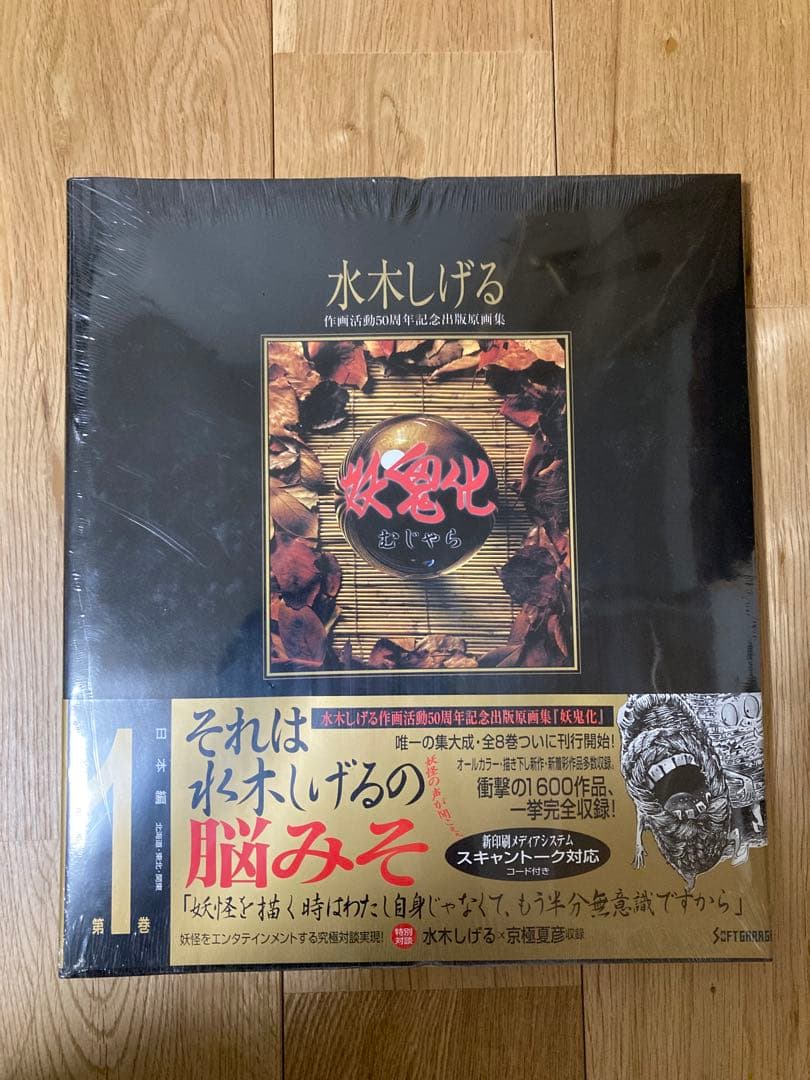 水木しげる
作画活動50周年記念出版原画集
妖鬼化
むじゃら
日本編
北海道・東北・関東
第1巻
水木しげる作画活動50周年記念出版原画集『妖鬼化』
それは
水木しげるの
脳みそ
妖怪の声が聞こえる
唯一の集大成・全8巻ついに刊行開始!
オールカラー・描き下し新作・新贈彩作品多数収録。
衝撃の1600作品、
一挙完全収録!
新印刷メディアシステム
スキャントーク対応
コード付き
「妖怪を描く時はわたし自身じゃなくて、もう半分無意識ですから」
妖怪をエンタテインメントする究極対談実現! 特別対談 水木しげる×京極夏彦収録
SOFTGARAGE